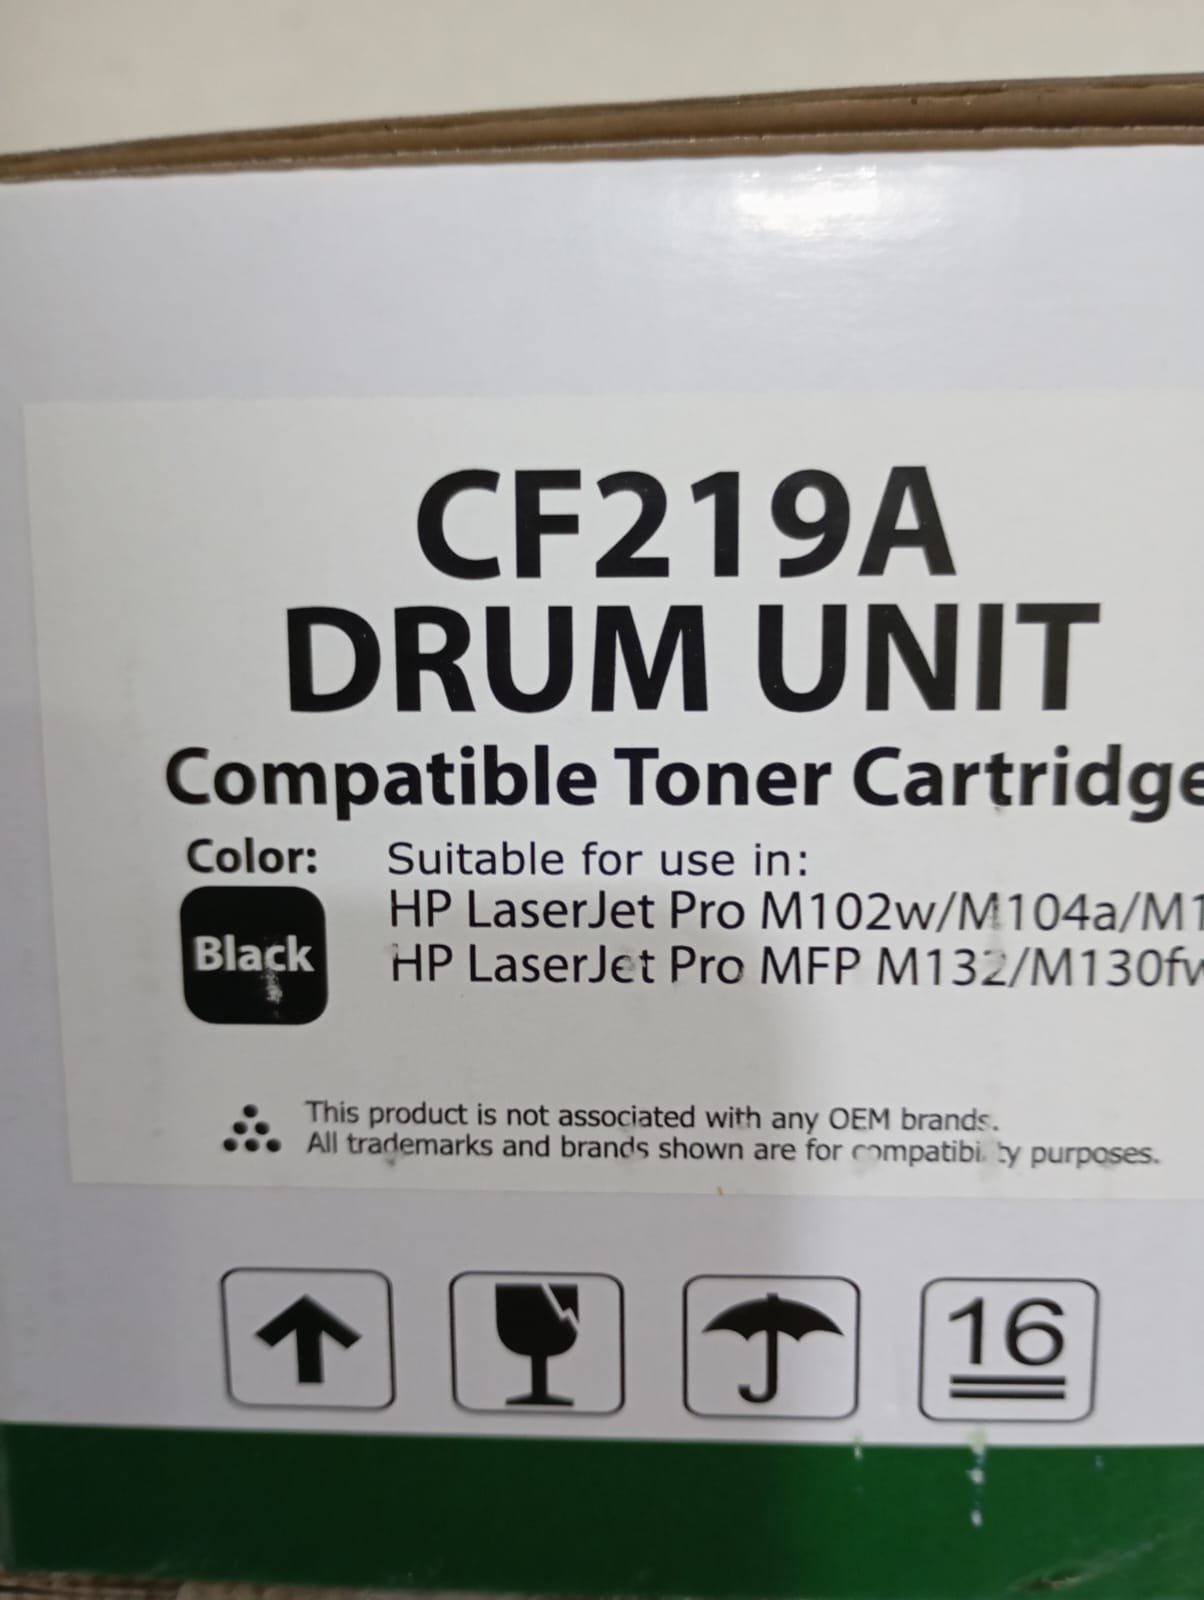 CF219A
DRUM UNIT
Compatible Toner Cartridge
Color:
Black
Suitable for use in:
HP LaserJet Pro M102w/M104a/M1
HP LaserJet Pro MFP M132/M130fw
This product is not associated with any OEM brands.
All trademarks and brands shown are for compatibility purposes.
16